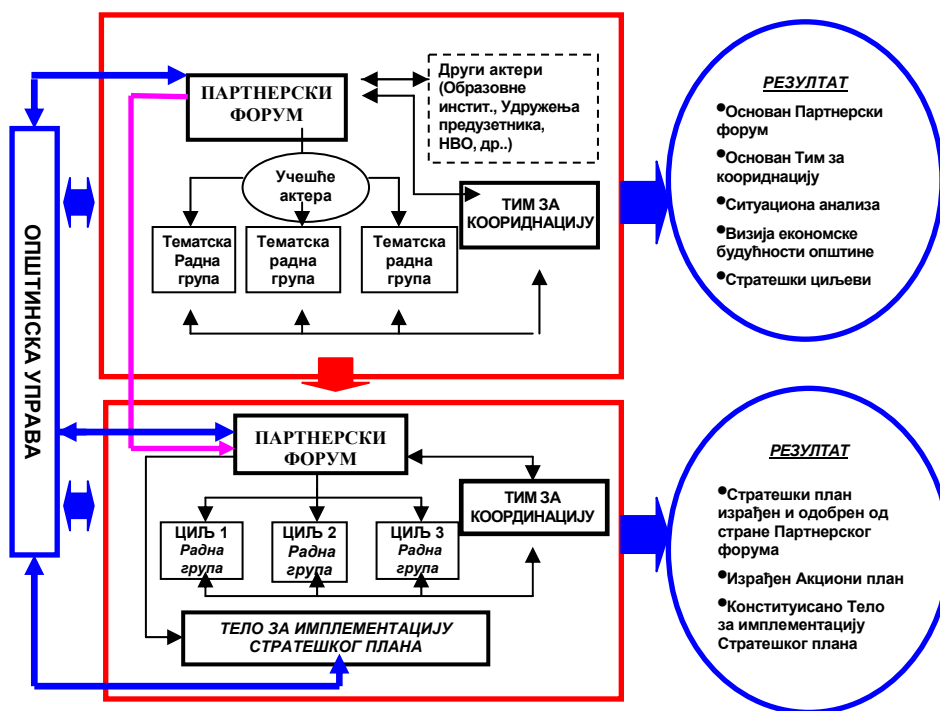 ОПШТИНСКА УПРАВА
ПАРТНЕРСКИ
ФОРУМ
Други актери
(Образовне
инстит., Удружења
предузетника,
НВО, др..)
Учешће
актера
ТИМ ЗА
КООРИДНАЦИЈУ
Тематска
Радна
група
Тематска
радна
група
Тематска
радна
група
РЕЗУЛТАТ
•Основан Партнерски
форум
•Основан Тим за
коориднацију
•Ситуациона анализа
•Визија економске
будућности општине
•Стратешки циљеви
ПАРТНЕРСКИ
ФОРУМ
ТИМ ЗА
КООРДИНАЦИЈУ
ЦИЉ 1
Радна
група
ЦИЉ 2
Радна
група
ЦИЉ 3
Радна
група
ТЕЛО ЗА ИМПЛЕМЕНТАЦИЈУ
СТРАТЕШКОГ ПЛАНА
РЕЗУЛТАТ
•Стратешки план
израђен и одобрен од
стране Партнерског
форума
•Израђен Акциони план
•Конституисано Тело
за имплементацију
Стратешког плана